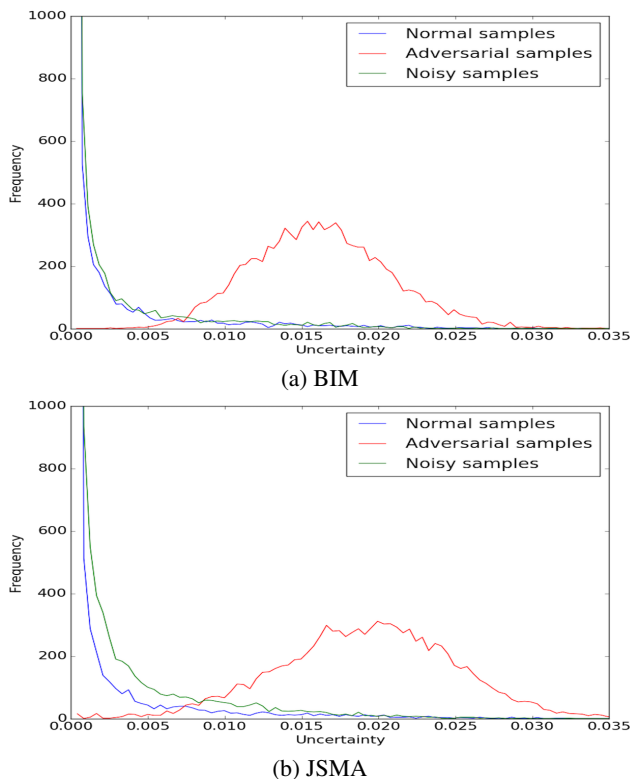 1000
800
600
400
200
0
Frequency
Normal samples
Adversarial samples
Noisy samples
0.000 0.005 0.010 0.015 0.020 0.025 0.030 0.035
Uncertainty
(a) BIM
1000
800
600
400
200
0
Frequency
Normal samples
Adversarial samples
Noisy samples
0.000 0.005 0.010 0.015 0.020 0.025 0.030 0.035
Uncertainty
(b) JSMA